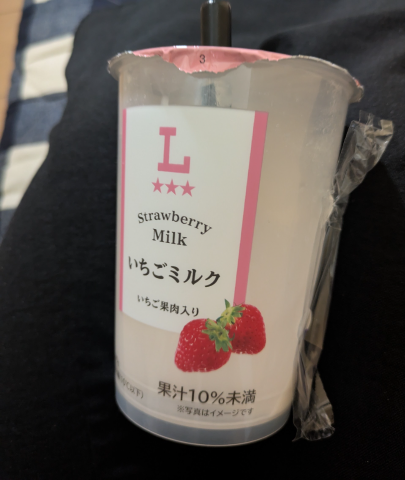 3
L
★★★
Strawberry
Milk
いちごミルク
いちご果肉入り
果汁10%未満
※写真はイメージです